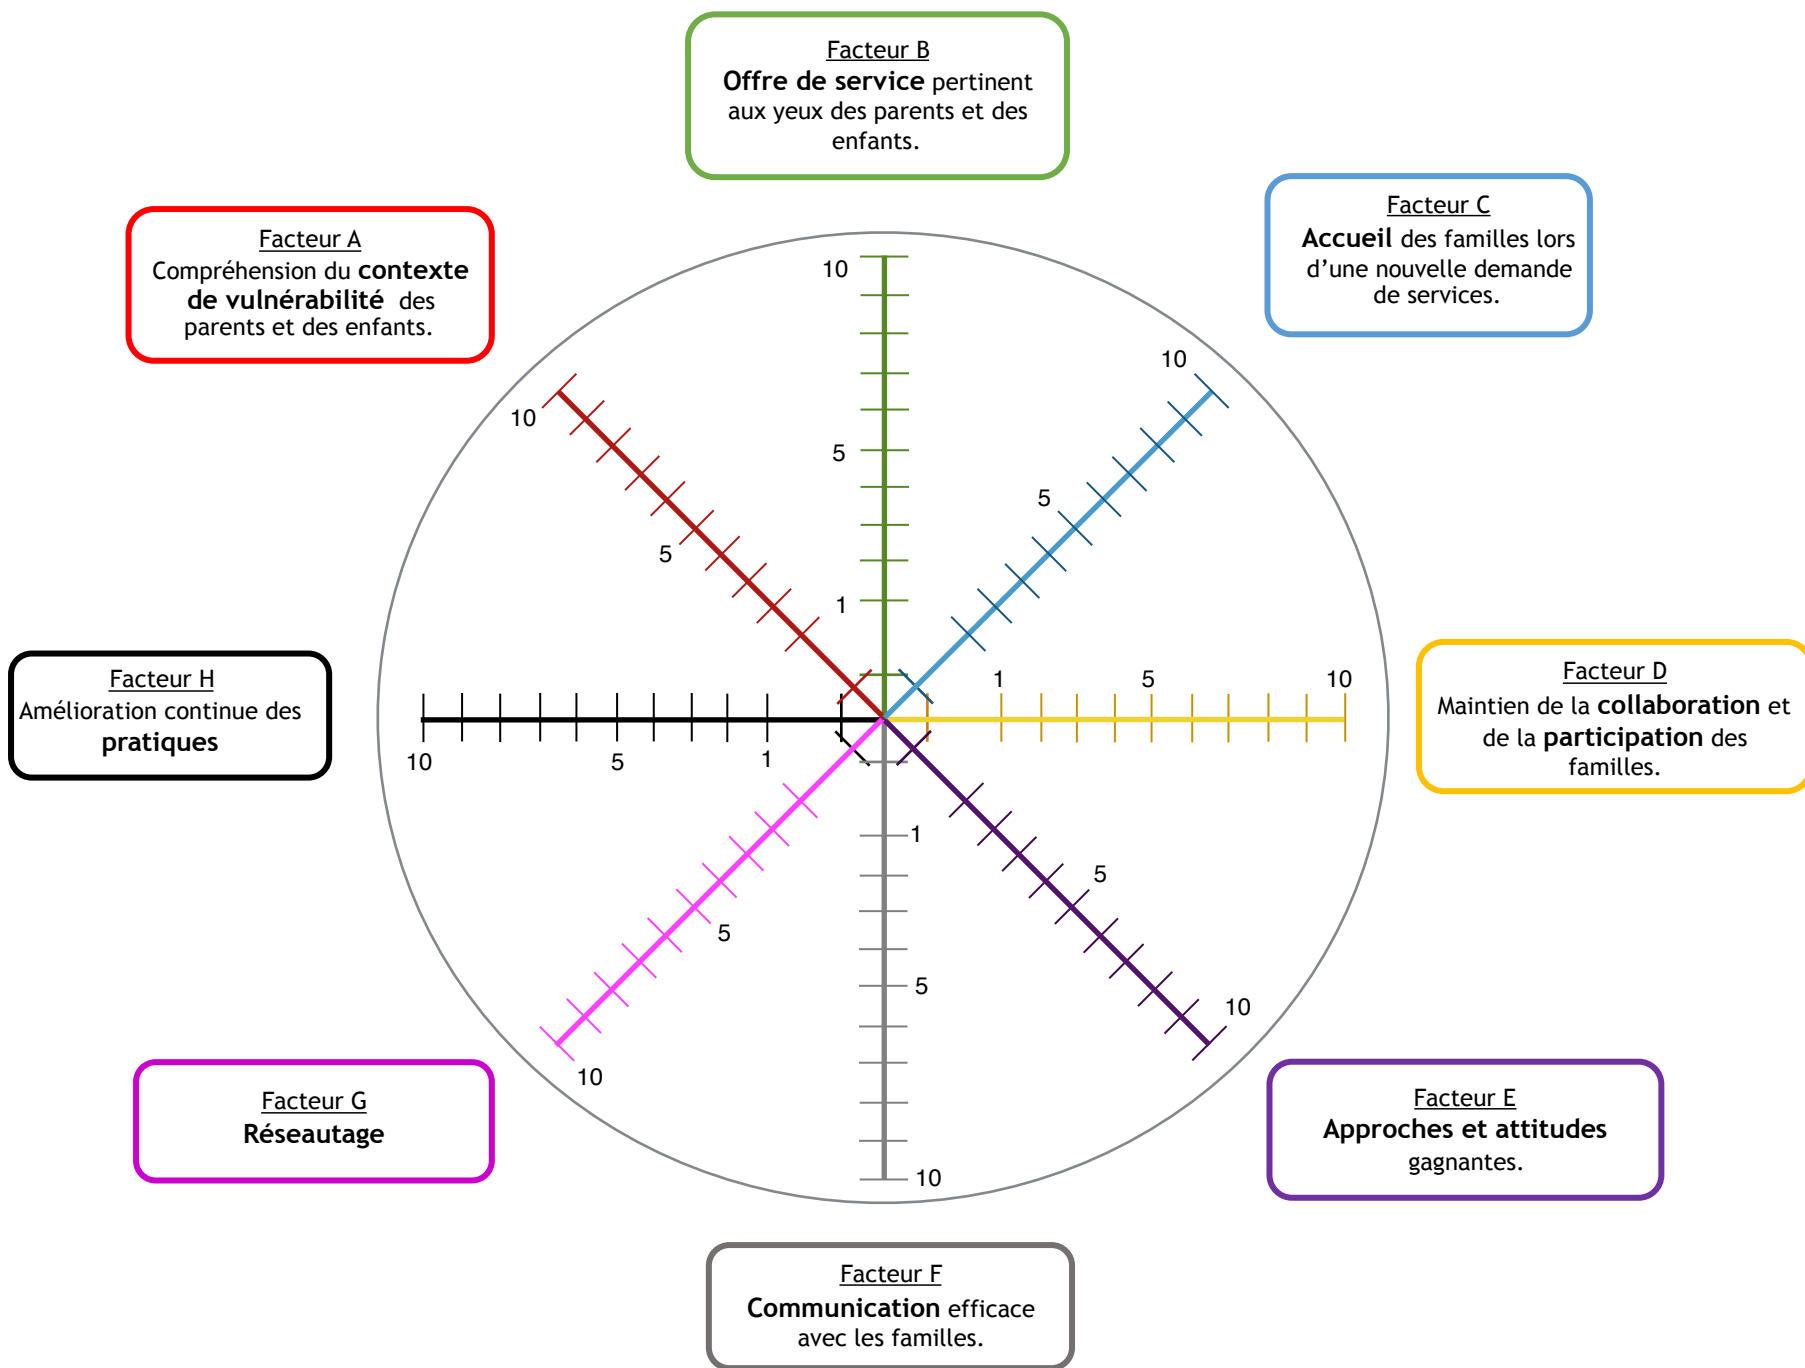 Facteur B
Offre de service pertinent
aux yeux des parents et des
enfants.
Facteur A
Compréhension du contexte
de vulnérabilité des
parents et des enfants.
Facteur C
Accueil des familles lors
d’une nouvelle demande
de services.
10
5
1
10
5
10
5
1
5
10
Facteur H
Amélioration continue des
pratiques
Facteur D
Maintien de la collaboration et
de la participation des
familles.
10
5
1
1
5
10
5
10
5
10
Facteur G
Réseautage
Facteur E
Approches et attitudes
gagnantes.
Facteur F
Communication efficace
avec les familles.